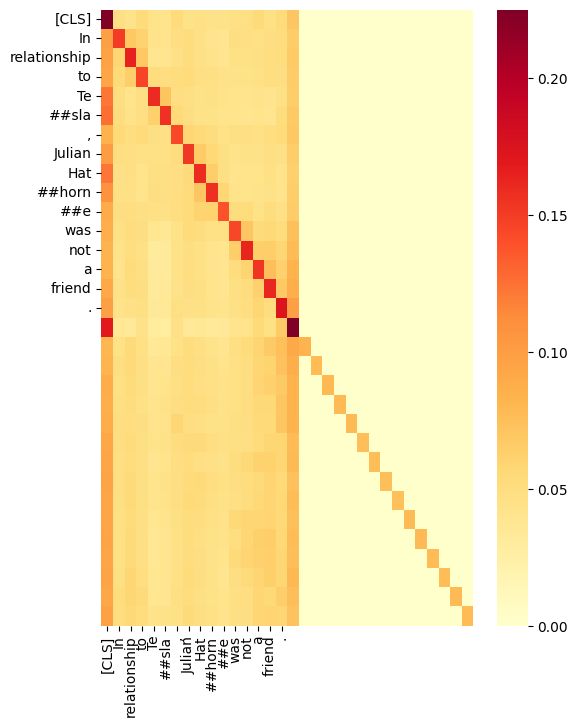 [CLS]
In
relationship
to
Te
##sla
,
Julian
Hat
##horn
##e
was
not
a
friend
.
0.20
0.15
0.10
0.05
0.00
[CLS]
In
relationship
to
Te
##sla
,
Julian
Hat
##horn
##e
was
not
a
friend
.